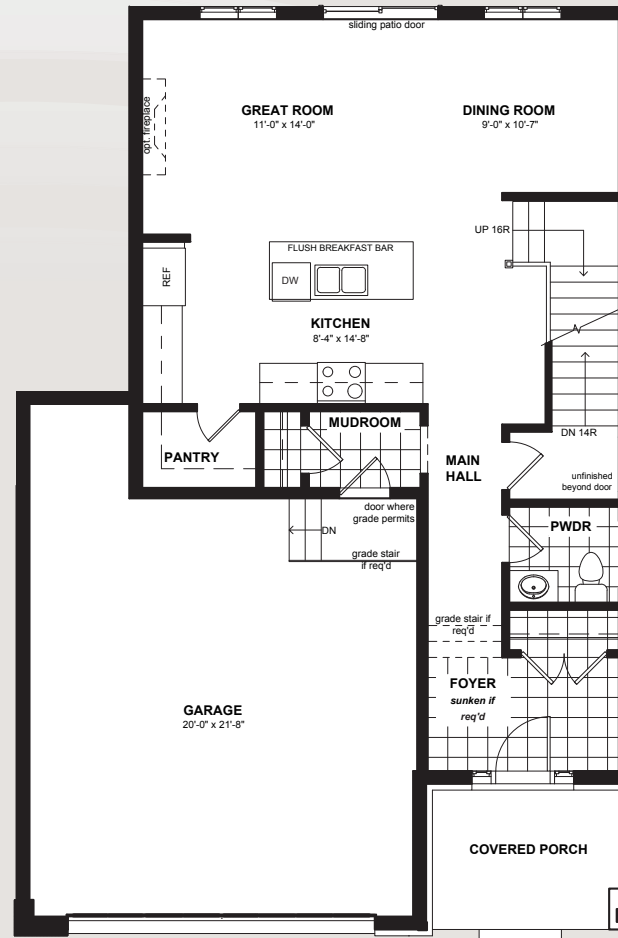 sliding patio door
opt. fireplace
GREAT ROOM
11'-0" x 14'-0"
DINING ROOM
9'-0" x 10'-7"
UP 16R
FLUSH BREAKFAST BAR
REF
DW
KITCHEN
8'-4" x 14'-8"
MUDROOM
PANTRY
MAIN
HALL
DN 14R
unfinished
beyond door
door where
grade permits
DN
PWDR
grade stair
if req'd
grade stair if
req'd
FOYER
sunken if
req'd
GARAGE
20'-0" x 21'-8"
COVERED PORCH